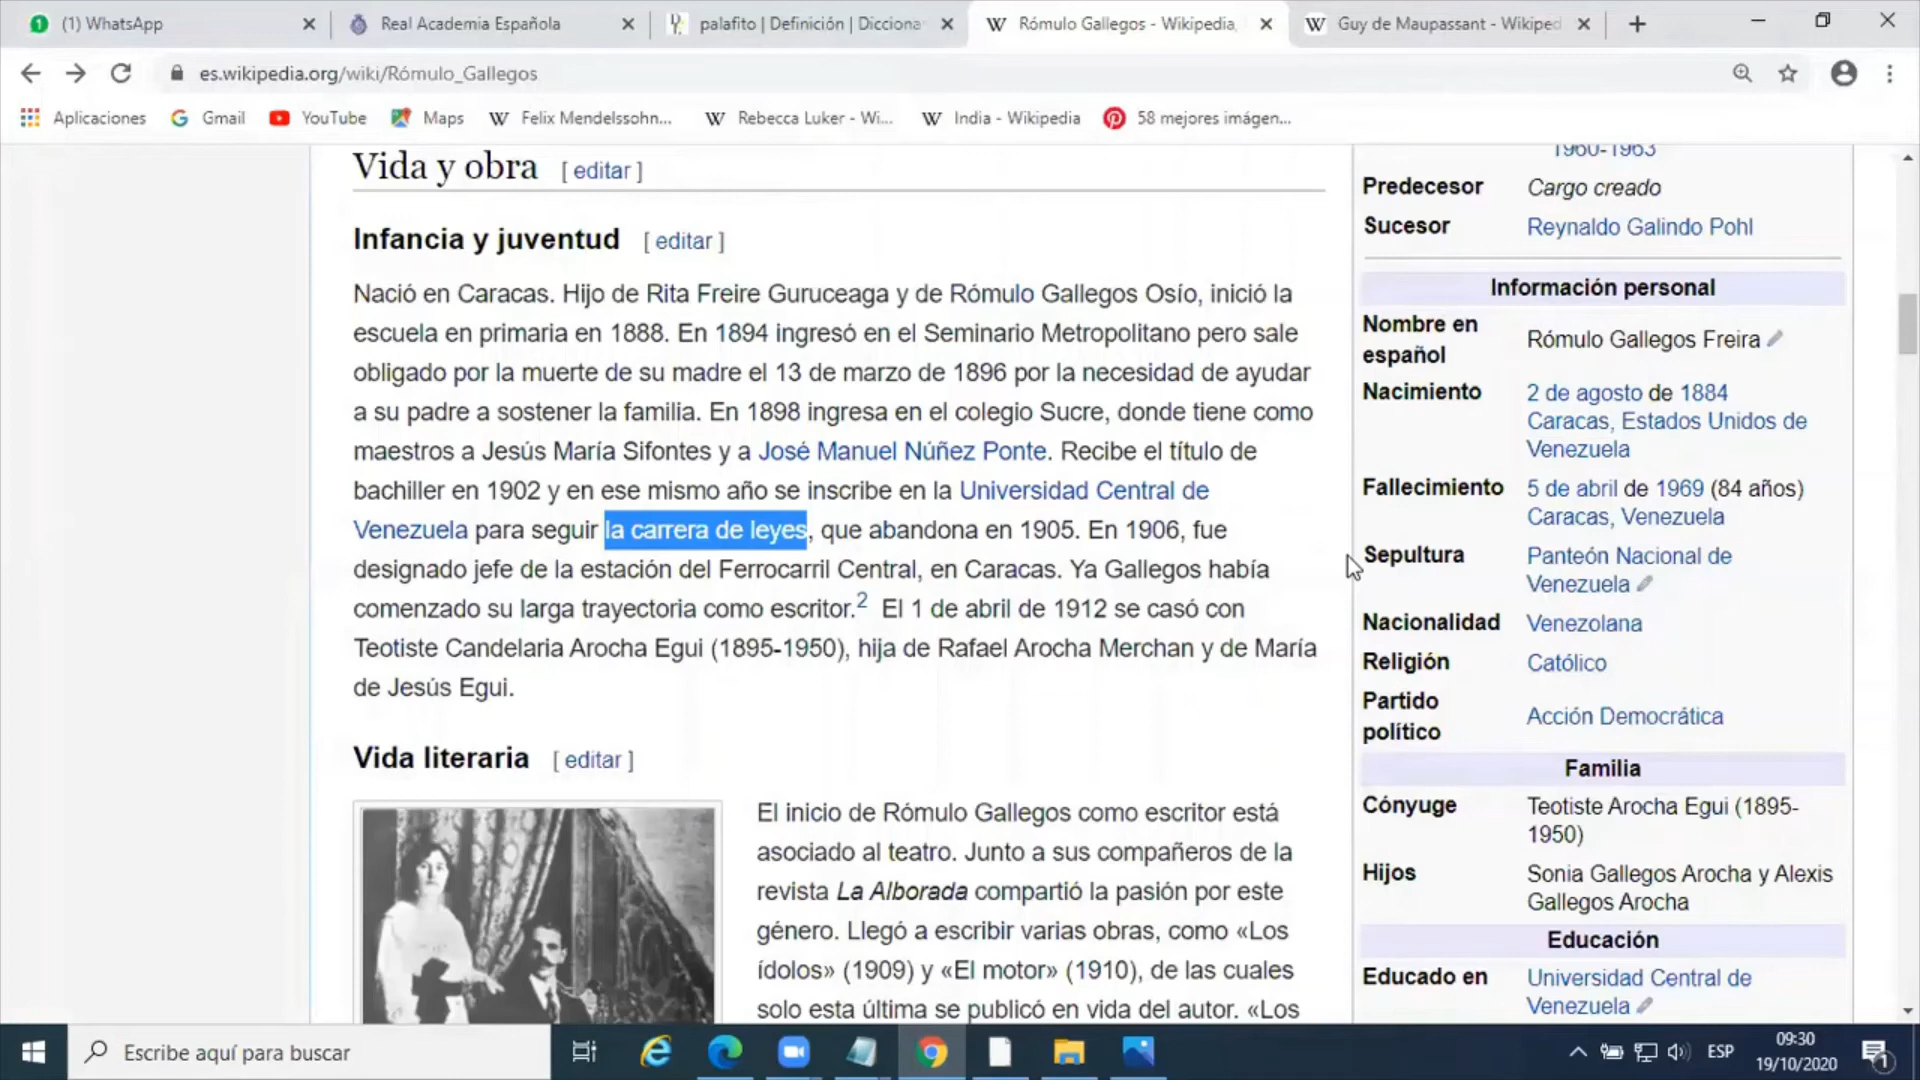 (1) WhatsApp
Real Academia Española
palafito | Definición | Dicciona
Rómulo Gallegos - Wikipedia,
Guy de Maupassant - Wikiped
es.wikipedia.org/wiki/Rómulo_Gallegos
Aplicaciones
Gmail
YouTube
Maps
Felix Mendelssohn...
Rebecca Luker - Wi...
India - Wikipedia
58 mejores imágen...
Vida y obra [ editar ]
Infancia y juventud [ editar ]
Nació en Caracas. Hijo de Rita Freire Guruceaga y de Rómulo Gallegos Osío, inició la
escuela en primaria en 1888. En 1894 ingresó en el Seminario Metropolitano pero sale
obligado por la muerte de su madre el 13 de marzo de 1896 por la necesidad de ayudar
a su padre a sostener la familia. En 1898 ingresa en el colegio Sucre, donde tiene como
maestros a Jesús María Sifontes y a José Manuel Núñez Ponte. Recibe el título de
bachiller en 1902 y en ese mismo año se inscribe en la Universidad Central de
Venezuela para seguir la carrera de leyes, que abandona en 1905. En 1906, fue
designado jefe de la estación del Ferrocarril Central, en Caracas. Ya Gallegos había
comenzado su larga trayectoria como escritor.2 El 1 de abril de 1912 se casó con
Teotiste Candelaria Arocha Egui (1895-1950), hija de Rafael Arocha Merchan y de María
de Jesús Egui.
Vida literaria [ editar ]
El inicio de Rómulo Gallegos como escritor está
asociado al teatro. Junto a sus compañeros de la
revista La Alborada compartió la pasión por este
género. Llegó a escribir varias obras, como «Los
ídolos» (1909) y «El motor» (1910), de las cuales
solo esta última se publicó en vida del autor. «Los
1960-1963
Predecesor Cargo creado
Sucesor Reynaldo Galindo Pohl
Información personal
Nombre en
español
Rómulo Gallegos Freira
Nacimiento 2 de agosto de 1884
Caracas, Estados Unidos de
Venezuela
Fallecimiento 5 de abril de 1969 (84 años)
Caracas, Venezuela
Sepultura Panteón Nacional de
Venezuela
Nacionalidad Venezolana
Religión Católico
Partido
político
Acción Democrática
Familia
Cónyuge Teotiste Arocha Egui (1895-
1950)
Hijos Sonia Gallegos Arocha y Alexis
Gallegos Arocha
Educación
Educado en Universidad Central de
Venezuela
Escribe aquí para buscar
ESP
09:30
19/10/2020
1